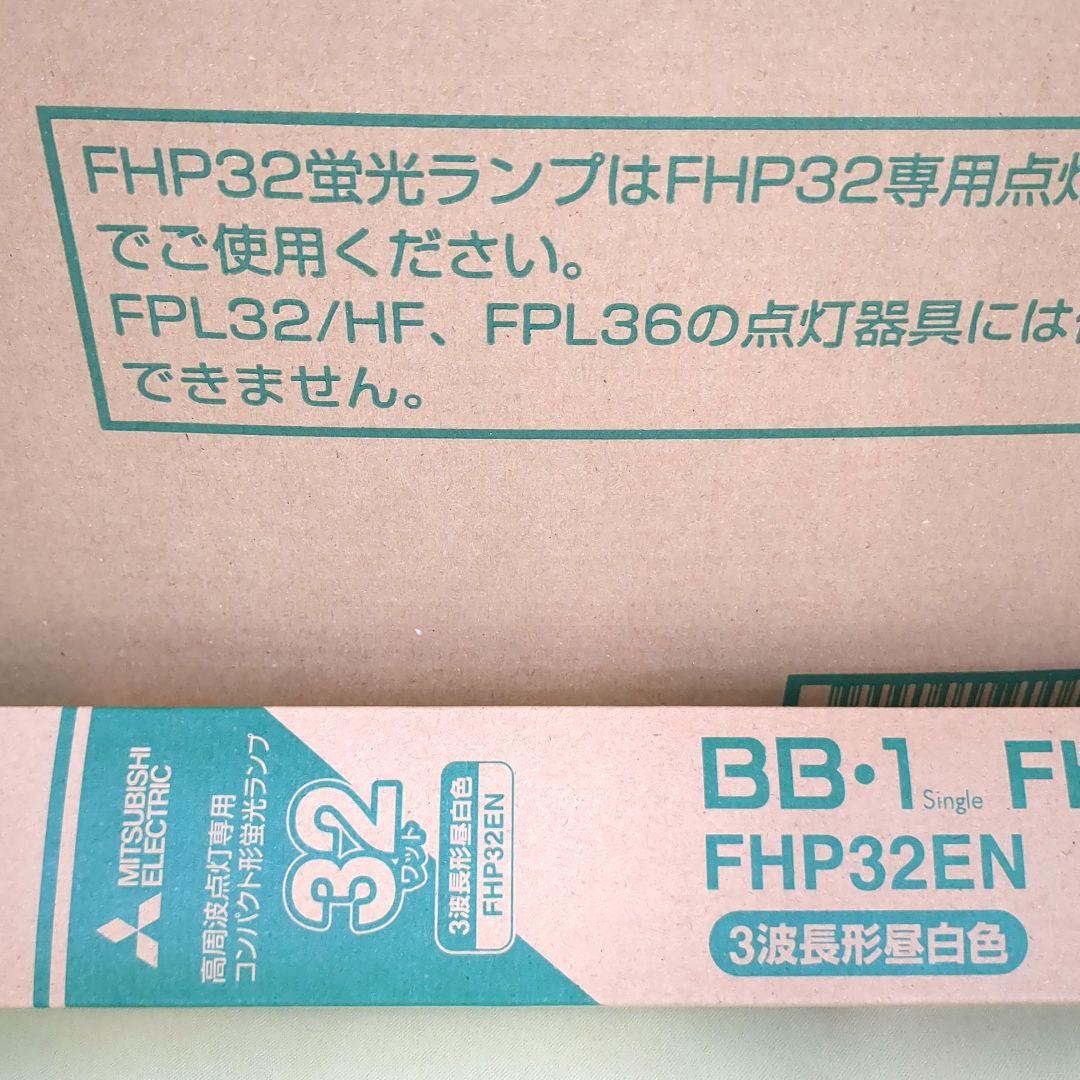 FHP32蛍光ランプはFHP32専用点灯
でご使用ください。
FPL32/HF、FPL36の点灯器具には
できません。
MITSUBISHI
ELECTRIC
高周波点灯専用
コンパクト形蛍光ランプ
32
ワット
3波長形昼白色
FHP32EN
BB・1 Single FH
FHP32EN
3波長形昼白色